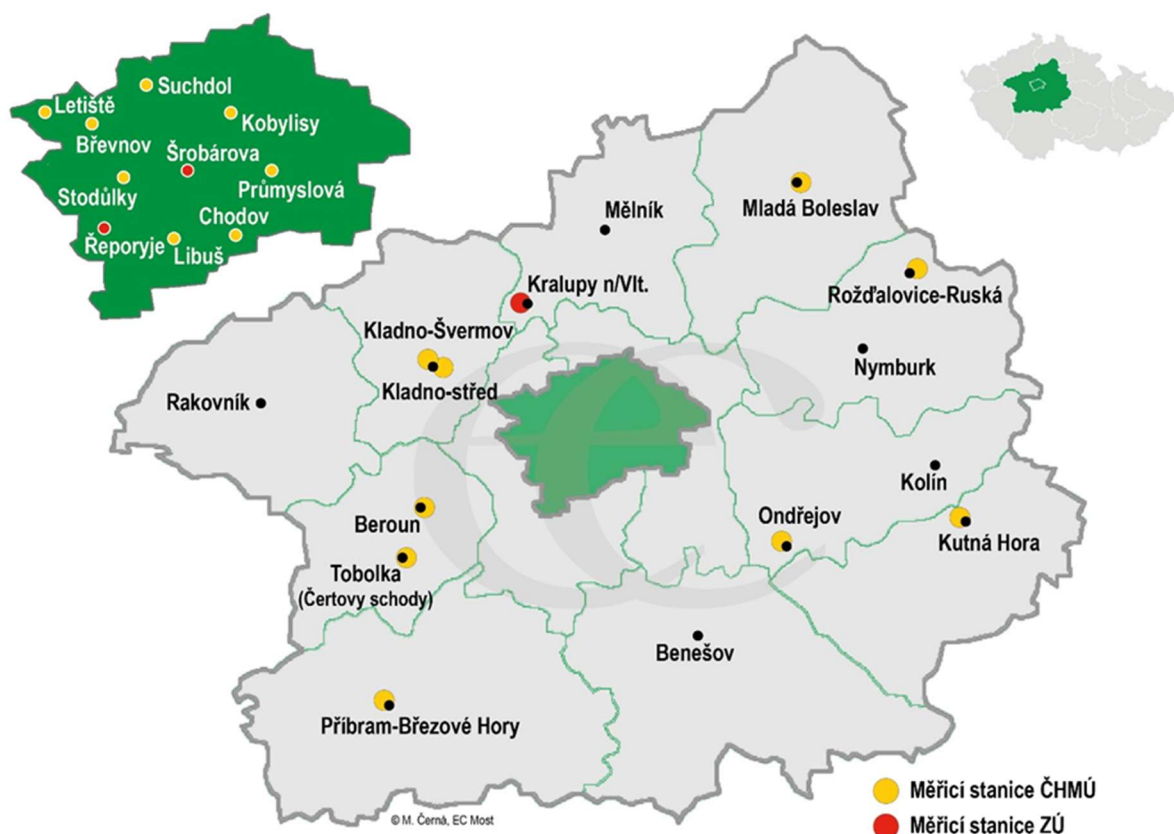 Suchdol
Letiště
Kobylisy
Břevnov
Šrobárova
Stodůlky
Průmyslová
Chodov
Řeporyje
Libuš
Mladá Boleslav
Mělník
Rožďalovice-Ruská
Kralupy n/Vlt.
Kladno-Švermov
Nymburk
Kladno-střed
Rakovník
Kolín
Beroun
Ondřejov
Kutná Hora
Tobolka
(Čertovy schody)
Benešov
Příbram-Březové Hory
Měřicí stanice ČHMÚ
© M. Černá, EC Most
Měřicí stanice ZÚ